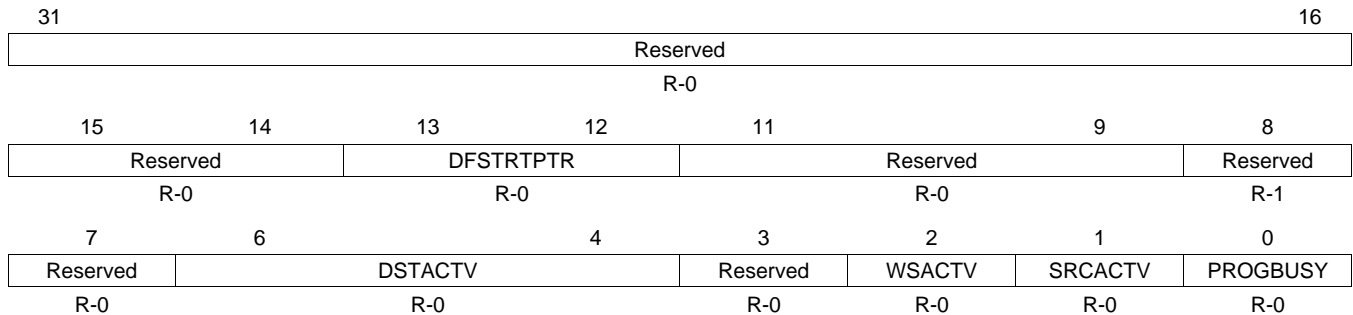 31 16
Reserved
R-0
15 14 13 12 11 9 8
Reserved DFSTRTPTR Reserved Reserved
R-0 R-0 R-0 R-1
7 6 4 3 2 1 0
Reserved DSTACTV Reserved WSACTV SRCACTV PROGBUSY
R-0 R-0 R-0 R-0 R-0 R-0